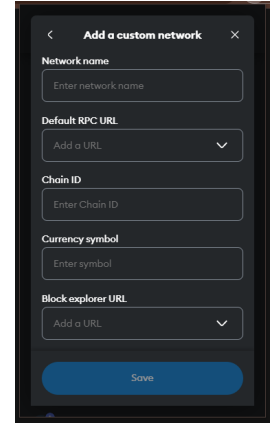 Add a custom network
Network name
Enter network name
Default RPC URL
Add a URL
Chain ID
Enter Chain ID
Currency symbol
Enter symbol
Block explorer URL
Add a URL
Save